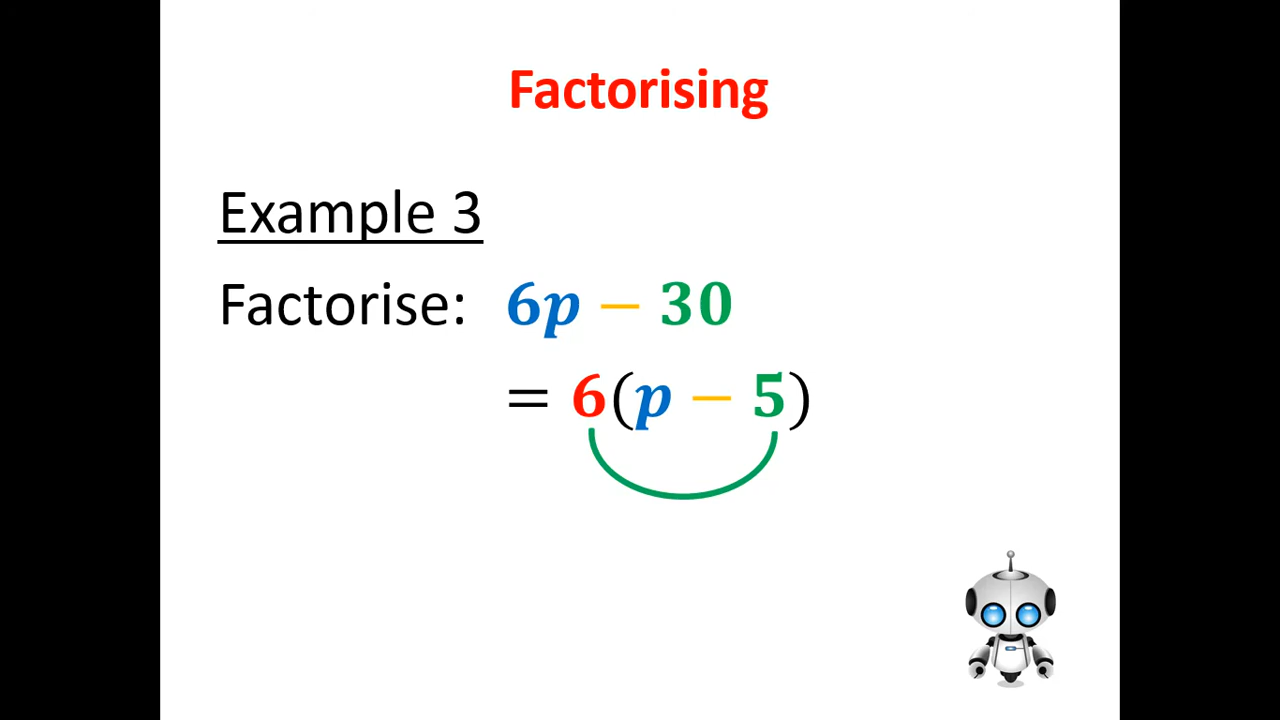 Factorising
Example 3
Factorise: 6p − 30
= 6(p − 5)